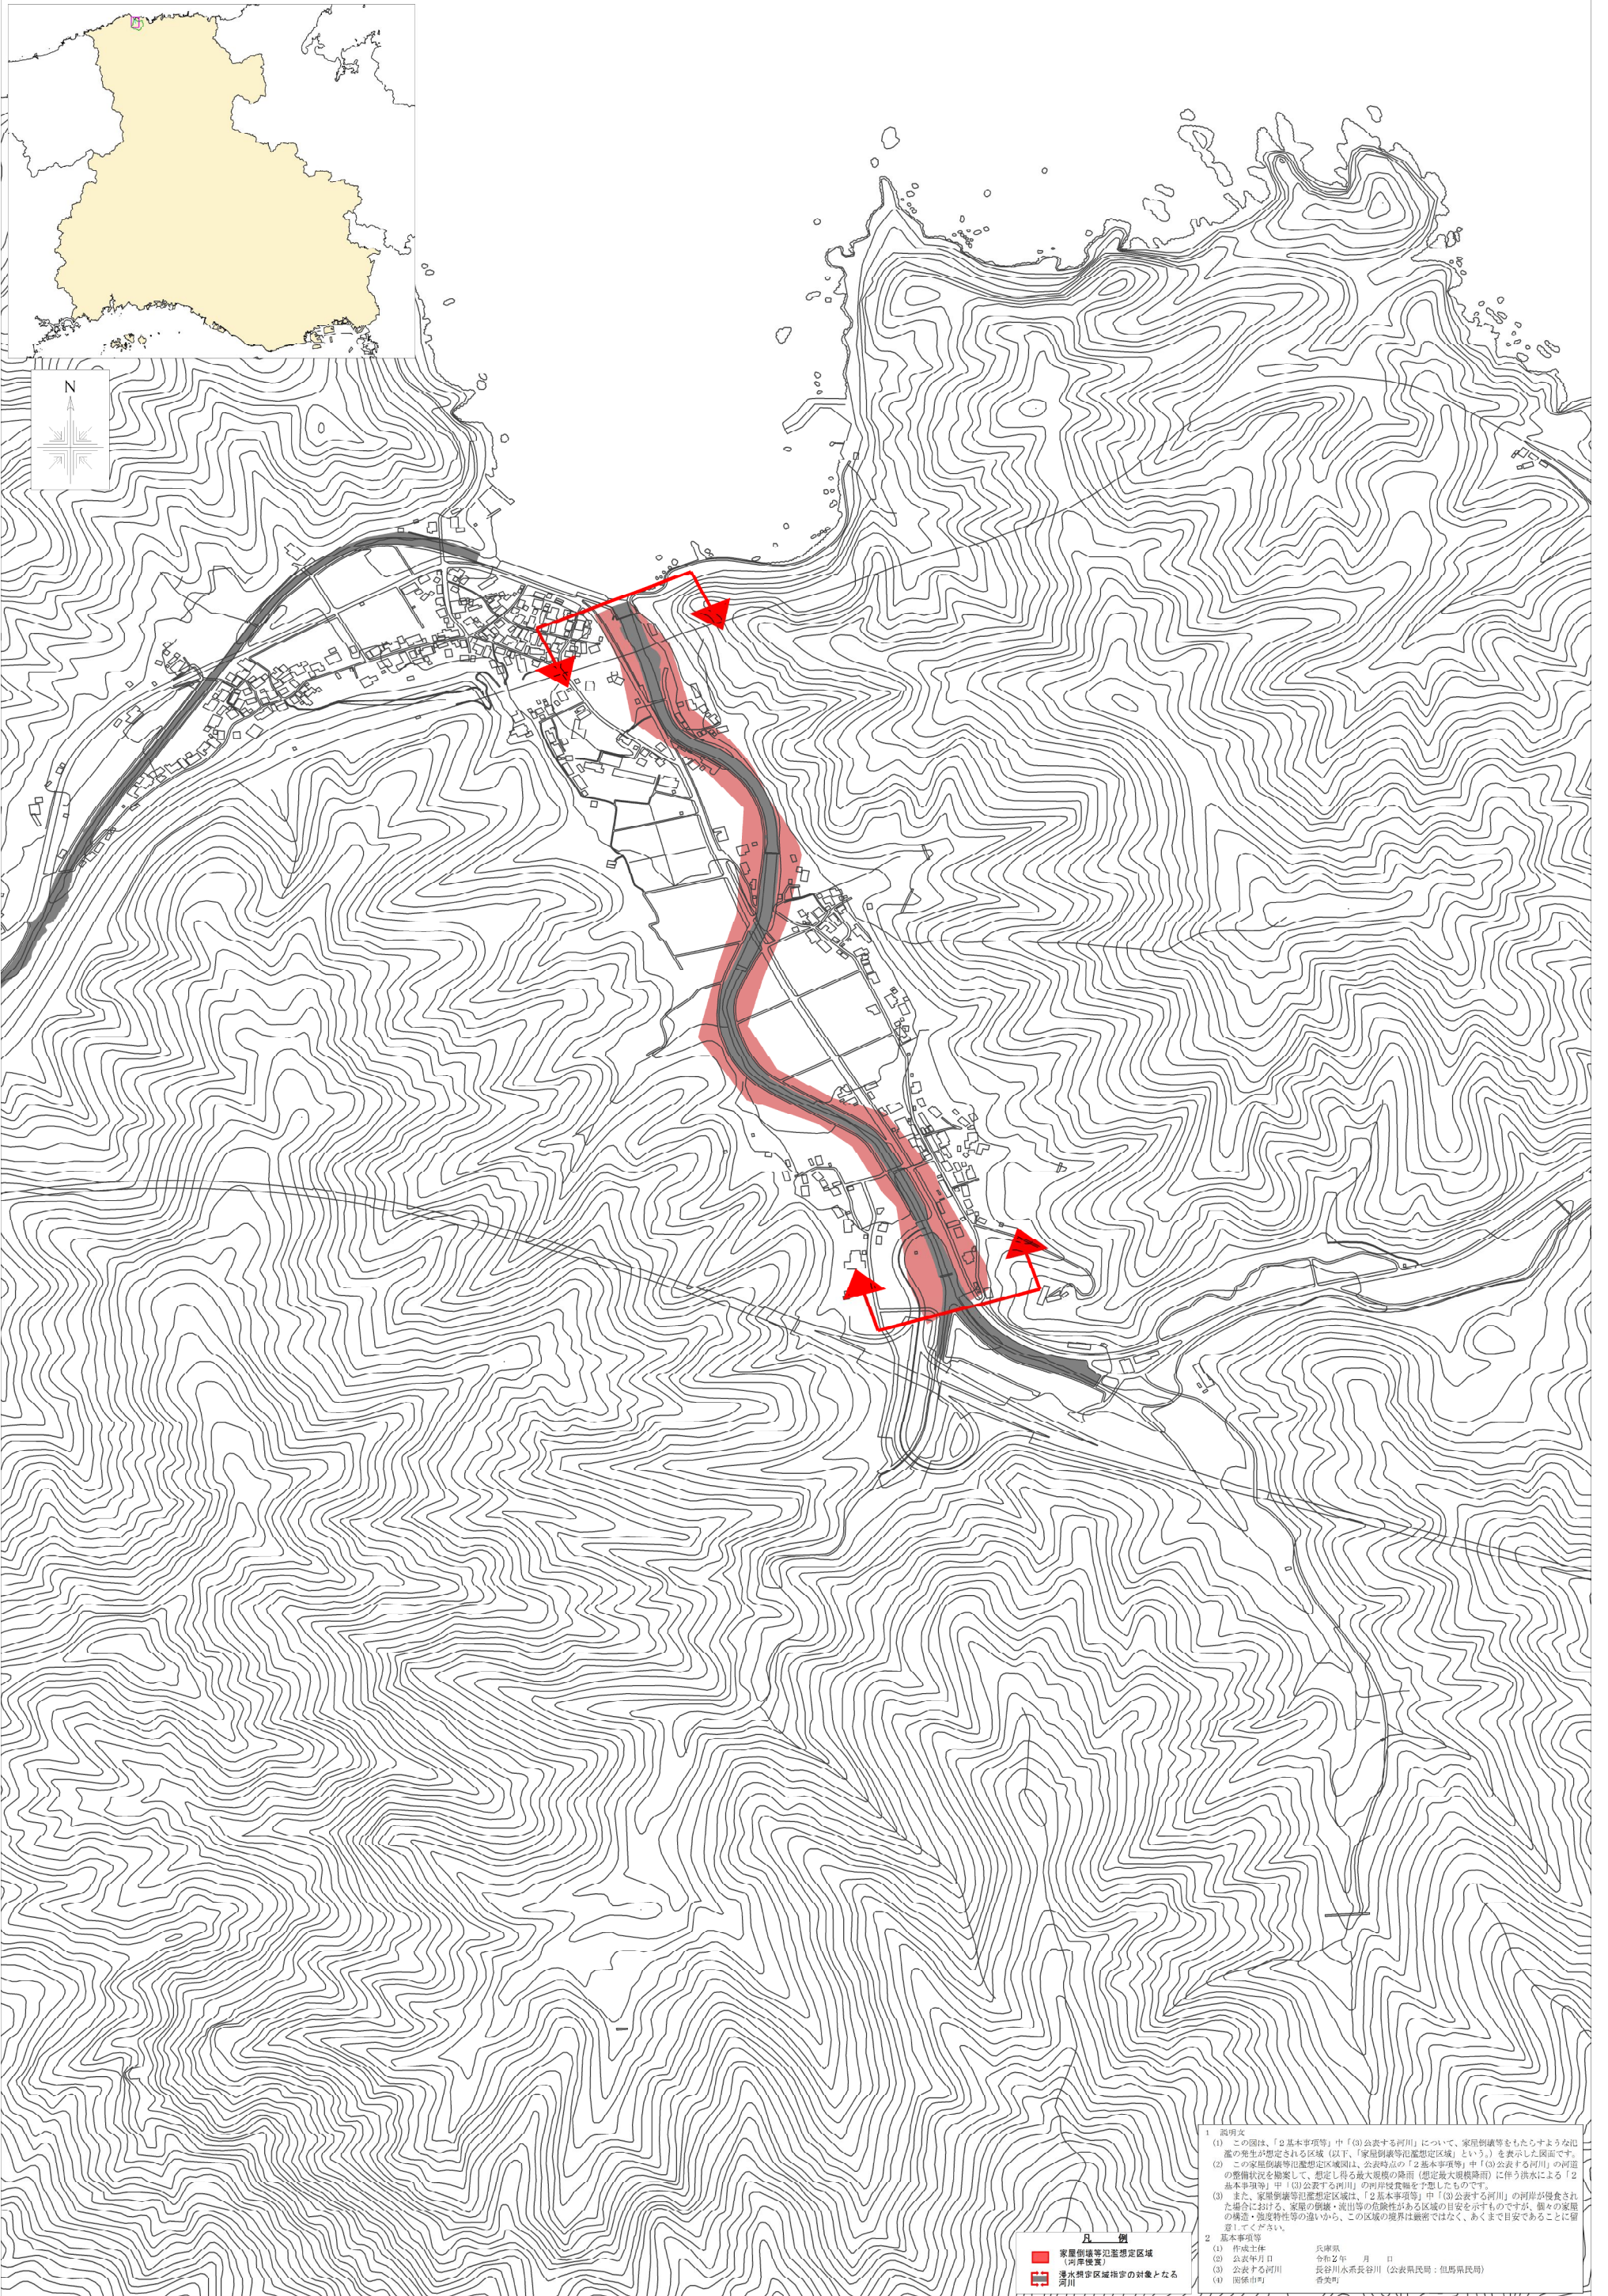 N
1 説明文
(1) この図は、「2基本事項等」中「(3)公表する河川」について、家屋倒壊等をもたらすような氾
濫の発生が想定される区域（以下、「家屋倒壊等氾濫想定区域」という。）を表示した図面です。
(2) この家屋倒壊等氾濫想定区域図は、公表時点の「2基本事項等」中「(3)公表する河川」の河道
の整備状況を勘案して、想定し得る最大規模の降雨（想定最大規模降雨）に伴う洪水による「2
基本事項等」中「(3)公表する河川」の河岸侵食幅を予想したものです。
(3) また、家屋倒壊等氾濫想定区域は、「2基本事項等」中「(3)公表する河川」の河岸が侵食され
た場合における、家屋の倒壊・流出等の危険性がある区域の目安を示すものですが、個々の家屋
の構造・強度特性等の違いから、この区域の境界は厳密ではなく、あくまで目安であることに留
意してください。
2 基本事項等
(1) 作成主体 兵庫県
(2) 公表年月日 令和2年 月 日
(3) 公表する河川 長谷川水系長谷川（公表県民局：但馬県民局）
(4) 関係市町 香美町
凡 例
家屋倒壊等氾濫想定区域
（河岸侵食）
浸水想定区域指定の対象となる
河川